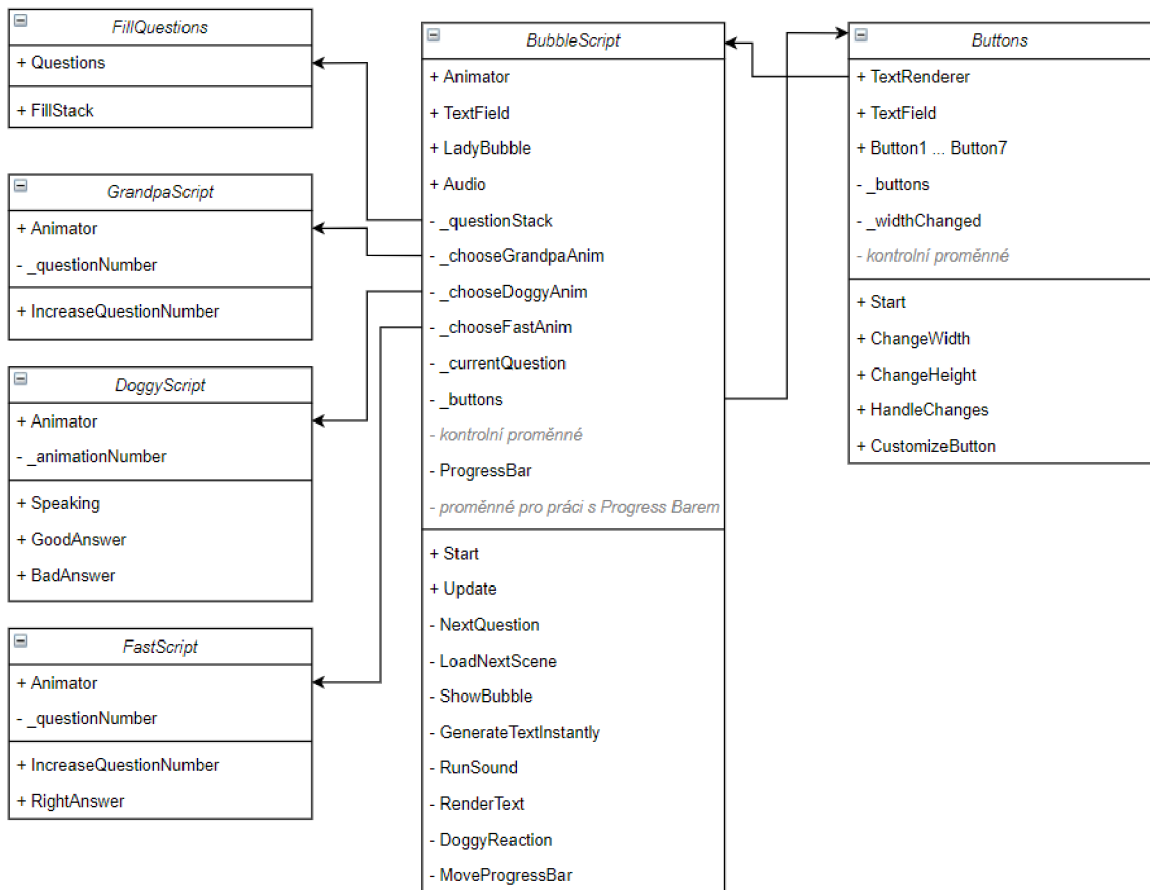 FillQuestions
+ Questions
+ FillStack
GrandpaScript
+ Animator
- _questionNumber
+ IncreaseQuestionNumber
DoggyScript
+ Animator
- _animationNumber
+ Speaking
+ GoodAnswer
+ BadAnswer
FastScript
+ Animator
- _questionNumber
+ IncreaseQuestionNumber
+ RightAnswer
BubbleScript
+ Animator
+ TextField
+ LadyBubble
+ Audio
- _questionStack
- _chooseGrandpaAnim
- _chooseDoggyAnim
- _chooseFastAnim
- _currentQuestion
- _buttons
- kontrolní proměnné
- ProgressBar
- proměnné pro práci s Progress Barem
+ Start
+ Update
- NextQuestion
- LoadNextScene
- ShowBubble
- GenerateTextInstantly
- RunSound
- RenderText
- DoggyReaction
- MoveProgressBar
Buttons
+ TextRenderer
+ TextField
+ Button1 ... Button7
- _buttons
- _widthChanged
- kontrolní proměnné
+ Start
+ ChangeWidth
+ ChangeHeight
+ HandleChanges
+ CustomizeButton